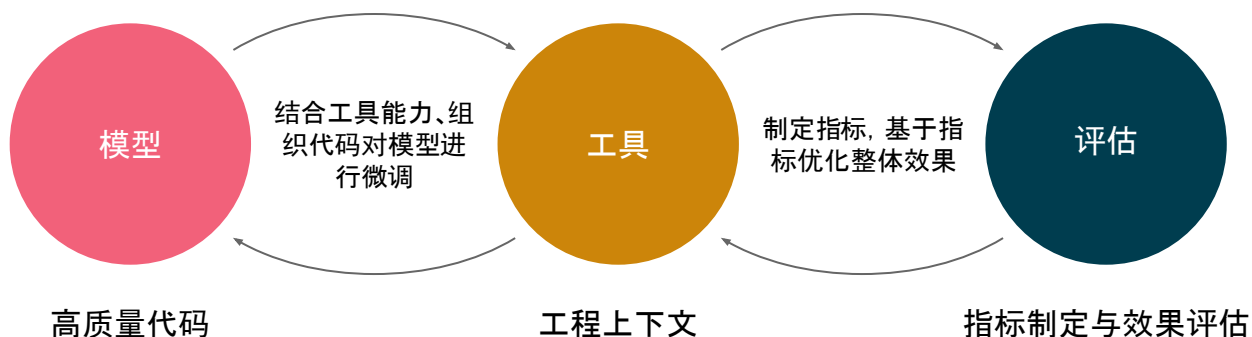 模型
结合工具能力、组
织代码对模型进
行微调
工具
制定指标, 基于指
标优化整体效果
评估
高质量代码
工程上下文
指标制定与效果评估